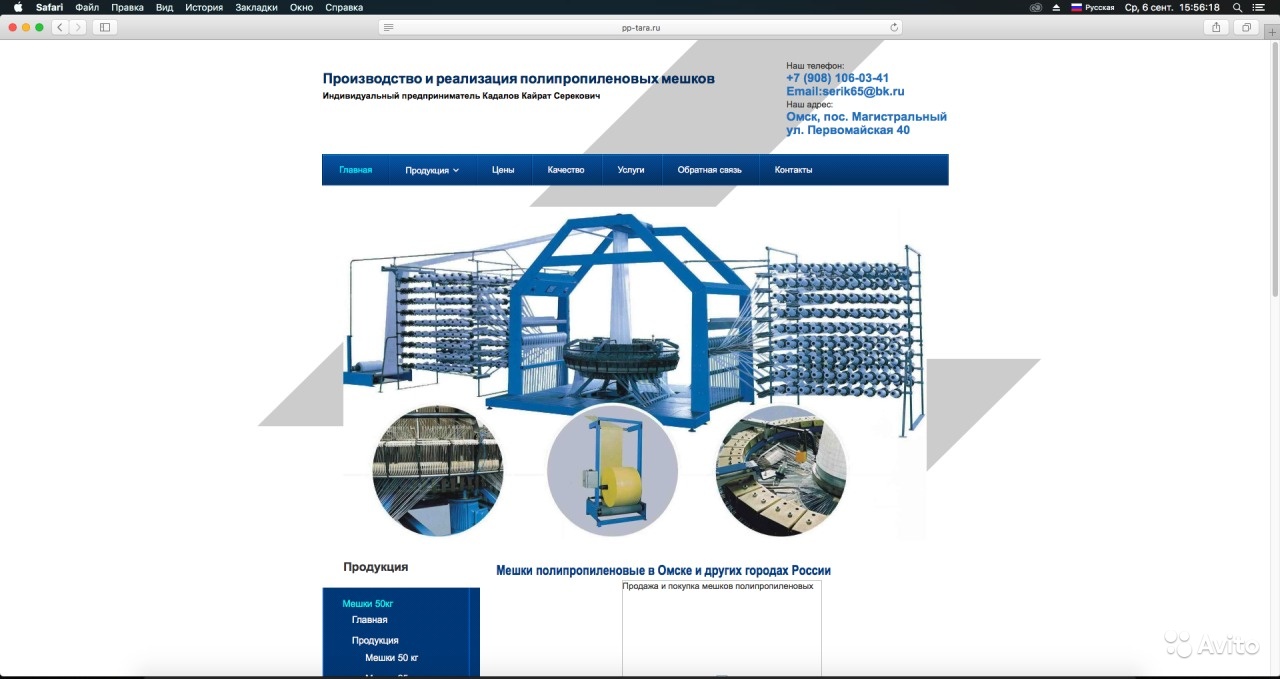 Safari Файл Правка Вид История Закладки Окно Справка
Русская Ср, 6 сент. 15:56:18
pp-tara.ru
Производство и реализация полипропиленовых мешков
Индивидуальный предприниматель Кадалов Кайрат Серекович
Наш телефон:
+7 (908) 106-03-41
Email:serik65@bk.ru
Наш адрес:
Омск, пос. Магистральный
ул. Первомайская 40
Главная Продукция Цены Качество Услуги Обратная связь Контакты
Продукция
Мешки 50кг
Главная
Продукция
Мешки 50 кг
Мешки полипропиленовые в Омске и других городах России
Продажа и покупка мешков полипропиленовых
Avito